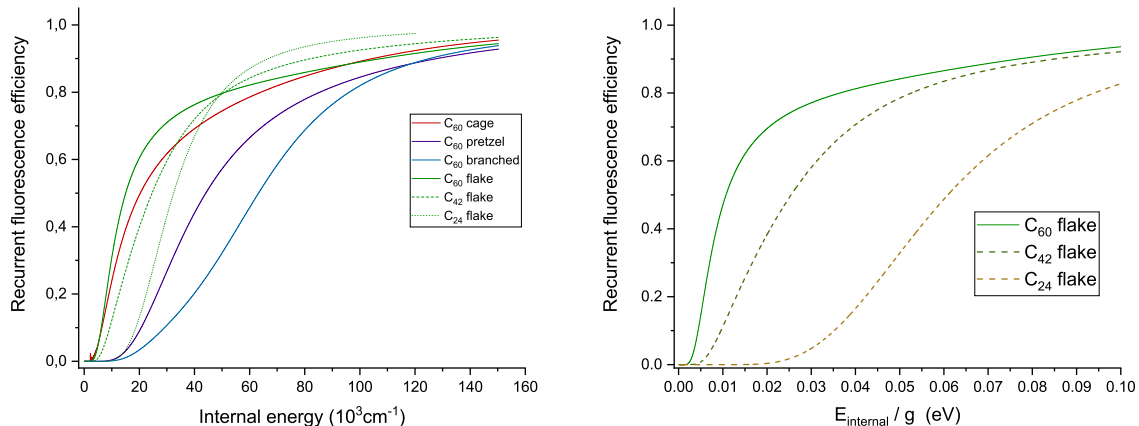 Recurrent fluorescence efficiency
1,0
0,8
0,6
0,4
0,2
0,0
C60 cage
C60 pretzel
C60 branched
C60 flake
C42 flake
C24 flake
0 20 40 60 80 100 120 140 160
Internal energy (10³cm⁻¹)
Recurrent fluorescence efficiency
1.0
0.8
0.6
0.4
0.2
0.0
C60 flake
C42 flake
C24 flake
0.00 0.01 0.02 0.03 0.04 0.05 0.06 0.07 0.08 0.09 0.10
Einternal / g (eV)